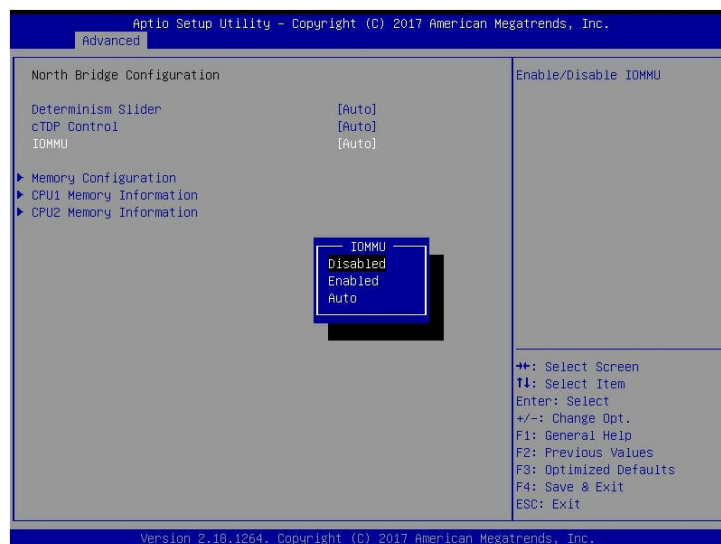 Aptio Setup Utility – Copyright (C) 2017 American Megatrends, Inc.
Advanced
North Bridge Configuration
Determinism Slider [Auto]
cTDP Control [Auto]
IOMMU [Auto]
Memory Configuration
CPU1 Memory Information
CPU2 Memory Information
IOMMU
Disabled
Enabled
Auto
Enable/Disable IOMMU
→←: Select Screen
↑↓: Select Item
Enter: Select
+/-: Change Opt.
F1: General Help
F2: Previous Values
F3: Optimized Defaults
F4: Save & Exit
ESC: Exit
Version 2.18.1264. Copyright (C) 2017 American Megatrends, Inc.